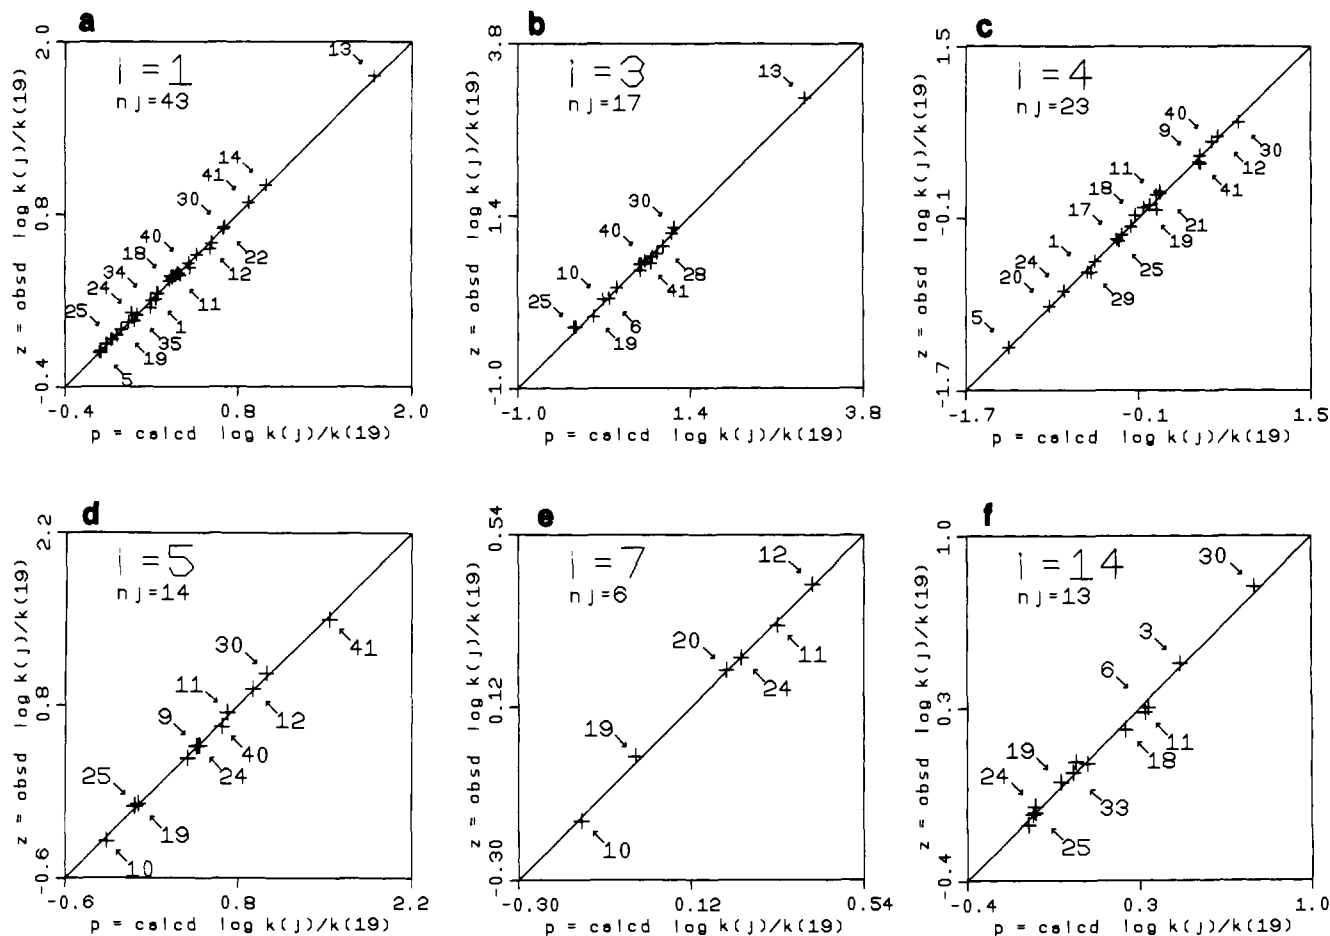 a
2.0
0.8
-0.4
z = obsd log k(j)/k(19)
i = 1
nj=43
13
14
41
30
40
18
34
24
25
22
12
11
1
35
19
5
-0.4 0.8 2.0
p = calcd log k(j)/k(19)
b
3.8
1.4
-1.0
z = obsd log k(j)/k(19)
i = 3
nj=17
13
30
40
10
25
28
41
6
19
-1.0 1.4 3.8
p = calcd log k(j)/k(19)
c
1.5
-0.1
-1.7
z = obsd log k(j)/k(19)
i = 4
nj=23
40
9
11
18
17
1
24
20
5
30
12
41
21
19
25
29
-1.7 -0.1 1.5
p = calcd log k(j)/k(19)
d
2.2
0.8
-0.6
z = obsd log k(j)/k(19)
i = 5
nj=14
30
11
9
25
41
12
40
24
19
10
-0.6 0.8 2.2
p = calcd log k(j)/k(19)
e
0.54
0.12
-0.30
z = obsd log k(j)/k(19)
i = 7
nj=6
12
20
19
11
24
10
-0.30 0.12 0.54
p = calcd log k(j)/k(19)
f
1.0
0.3
-0.4
z = obsd log k(j)/k(19)
i = 14
nj=13
30
3
6
19
24
11
18
33
25
-0.4 0.3 1.0
p = calcd log k(j)/k(19)